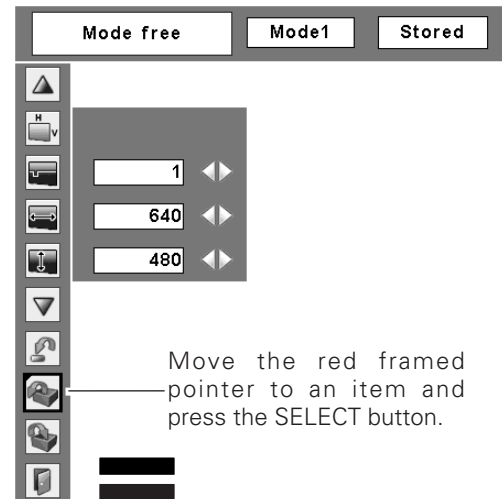 Mode free Mode1 Stored
H
V
1
640
480
Move the red framed
pointer to an item and
press the SELECT button.